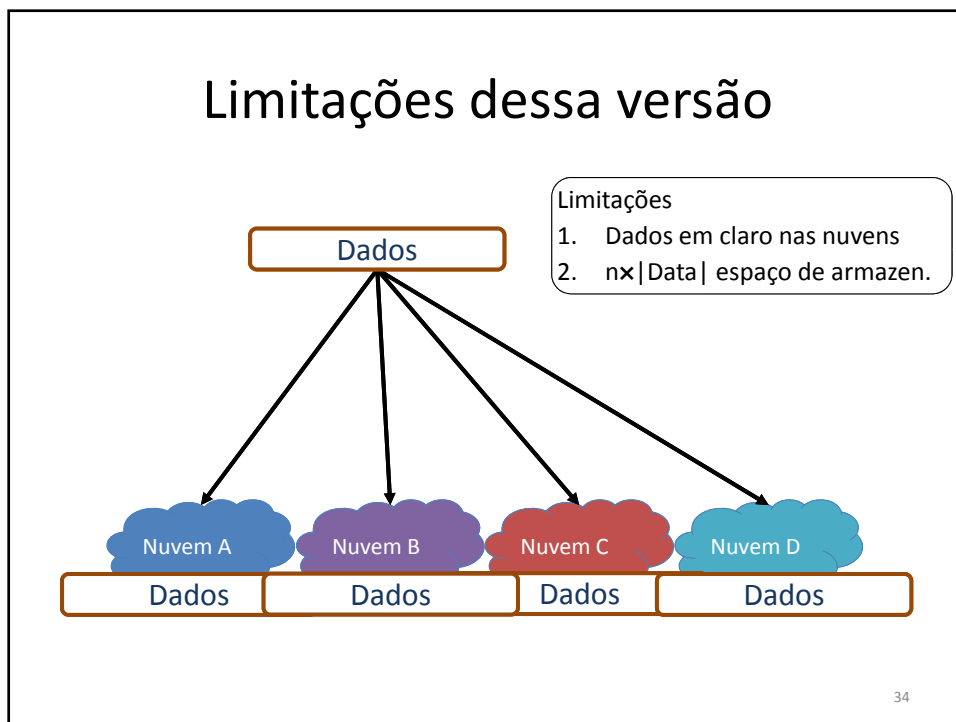 Limitações dessa versão
Limitações
1. Dados em claro nas nuvens
2. n×|Data| espaço de armazen.
Dados
Nuvem A
Nuvem B
Nuvem C
Nuvem D
Dados
Dados
Dados
Dados
34